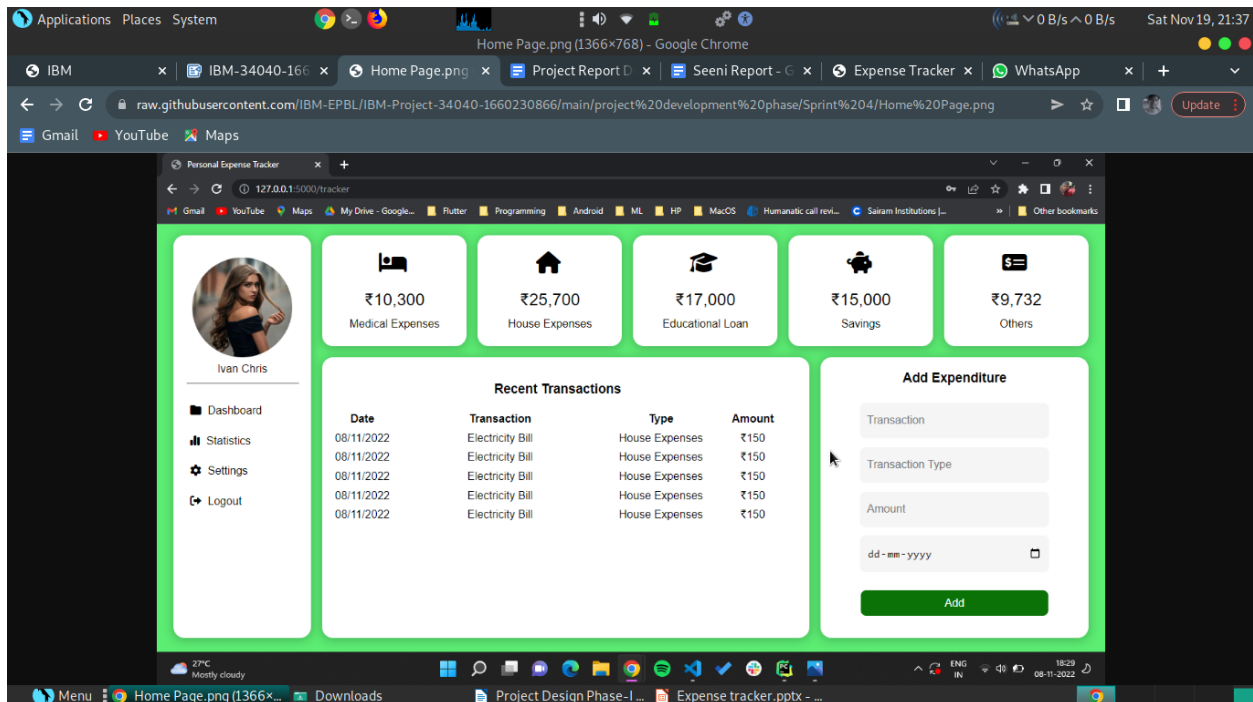 Applications Places System
0 B/s 0 B/s Sat Nov 19, 21:37
Home Page.png (1366×768) - Google Chrome
IBM
IBM-34040-166
Home Page.png
Project Report D
Seeni Report - G
Expense Tracker
WhatsApp
raw.githubusercontent.com/IBM-EPBL/IBM-Project-34040-1660230866/main/project%20development%20phase/Sprint%204/Home%20Page.png
Update
Gmail YouTube Maps
Personal Expense Tracker
127.0.0.1:5000/tracker
Gmail YouTube Maps My Drive - Google... Flutter Programming Android ML HP MacOS Humanatic call revi... Sairam Institutions |... » Other bookmarks
Ivan Chris
Dashboard
Statistics
Settings
Logout
₹10,300
Medical Expenses
₹25,700
House Expenses
₹17,000
Educational Loan
₹15,000
Savings
₹9,732
Others
Recent Transactions
Date Transaction Type Amount
08/11/2022 Electricity Bill House Expenses ₹150
08/11/2022 Electricity Bill House Expenses ₹150
08/11/2022 Electricity Bill House Expenses ₹150
08/11/2022 Electricity Bill House Expenses ₹150
08/11/2022 Electricity Bill House Expenses ₹150
Add Expenditure
Transaction
Transaction Type
Amount
dd-mm-yyyy
Add
27°C
Mostly cloudy
ENG
IN
18:29
08-11-2022
Menu Home Page.png (1366×... Downloads Project Design Phase-I ... Expense tracker.pptx - ...